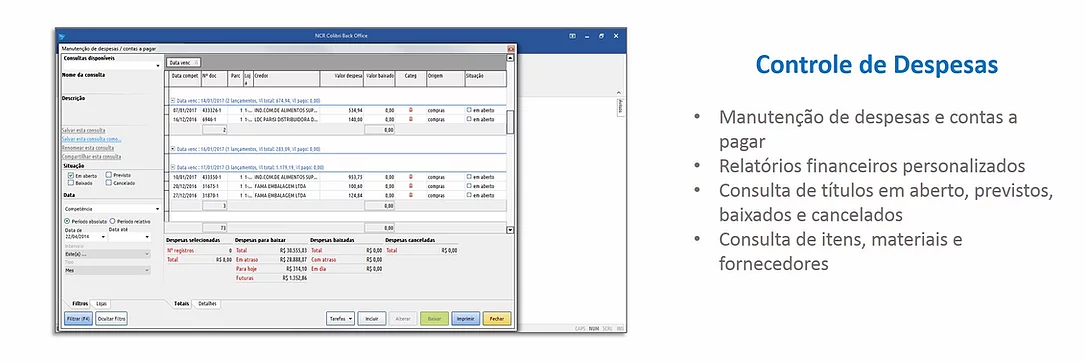 NCR Colibri Back Office
Manutenção de despesas / contas a pagar
Consultas disponíveis
Nome da consulta
Descrição
Salvar esta consulta
Salvar esta consulta como...
Renomear esta consulta
Compartilhar esta consulta
Situação
Em aberto Previsto
Baixado Cancelado
Data
Competência
Período absoluto Período relativo
Data de Data até
22/04/2014
Intervalo
Este(a) ...
Tipo
Mes
Filtros Lojas
Filtrar (F4) Ocultar Filtro
Data venc
Data compet Nº doc Parc Loj a Credor Valor despesa Valor baixado Categ Origem Situação
Data venc : 14/01/2017 (2 lançamentos, Vl total: 674,94, Vl pago: 0,00)
07/01/2017 433326-1 1 1-... IND.COM.DE ALIMENTOS SUP... 534,94 0,00 compras em aberto
16/12/2016 6946-1 1 1-... LDC PARISI DISTRIBUIDORA D... 140,00 0,00 compras em aberto
2 0,00
Data venc : 16/01/2017 (1 lançamentos, Vl total: 283,09, Vl pago: 0,00)
Data venc : 17/01/2017 (3 lançamentos, Vl total: 1.179,19, Vl pago: 0,00)
10/01/2017 433350-1 1 1-... IND.COM.DE ALIMENTOS SUP... 953,75 0,00 compras em aberto
20/12/2016 31675-1 1 1-... FAMA EMBALAGEM LTDA 100,60 0,00 compras em aberto
27/12/2016 31870-1 1 1-... FAMA EMBALAGEM LTDA 124,84 0,00 compras em aberto
3 0,00
73 0,00
Despesas selecionadas Despesas para baixar Despesas baixadas Despesas canceladas
Nº registros 0 Total R$ 30.555,03 Total R$ 0,00 Total R$ 0,00
Total R$ 0,00 Em atraso R$ 28.888,07 Com atraso R$ 0,00
Para hoje R$ 314,10 Em dia R$ 0,00
Futuras R$ 1.352,86
Totais Detalhes
Tarefas Incluir Alterar Baixar Imprimir Fechar
CAPS NUM SCRL INS
Controle de Despesas
• Manutenção de despesas e contas a
pagar
• Relatórios financeiros personalizados
• Consulta de títulos em aberto, previstos,
baixados e cancelados
• Consulta de itens, materiais e
fornecedores